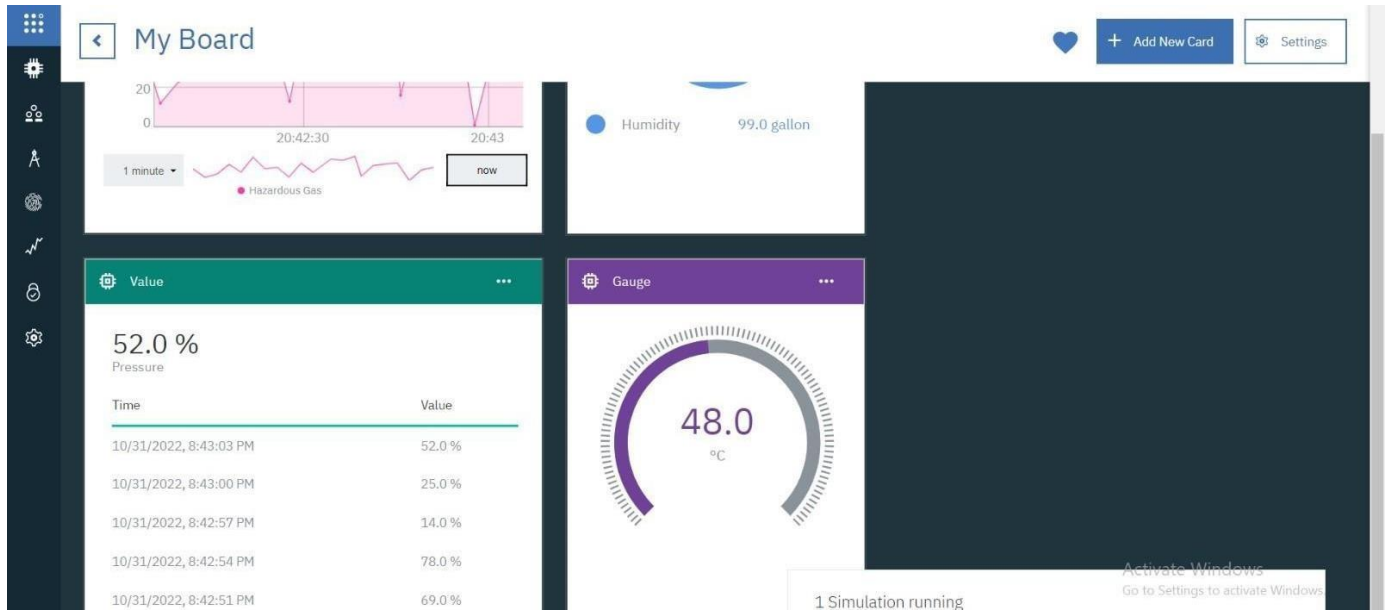 My Board
+ Add New Card
Settings
20
0
20:42:30
20:43
1 minute
now
Hazardous Gas
Humidity 99.0 gallon
Value
52.0 %
Pressure
Time Value
10/31/2022, 8:43:03 PM 52.0 %
10/31/2022, 8:43:00 PM 25.0 %
10/31/2022, 8:42:57 PM 14.0 %
10/31/2022, 8:42:54 PM 78.0 %
10/31/2022, 8:42:51 PM 69.0 %
Gauge
48.0
°C
1 Simulation running
Activate Windows
Go to Settings to activate Windows.